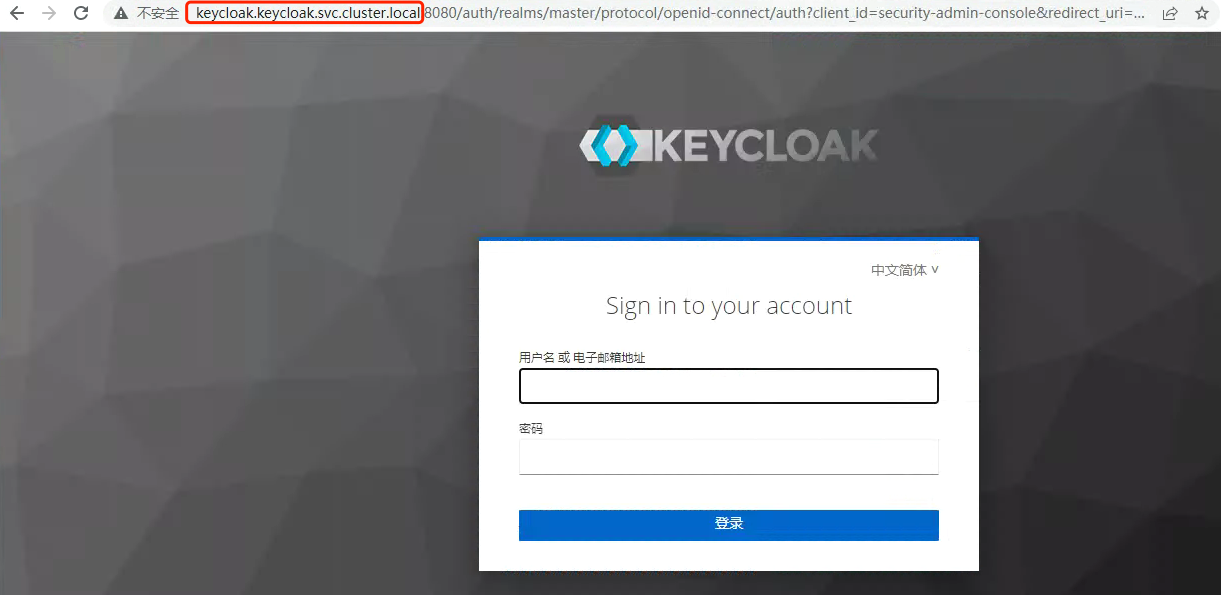 不安全 keycloak.keycloak.svc.cluster.local:8080/auth/realms/master/protocol/openid-connect/auth?client_id=security-admin-console&redirect_uri=...
KEYCLOAK
中文简体 ∨
Sign in to your account
用户名 或 电子邮箱地址
密码
登录